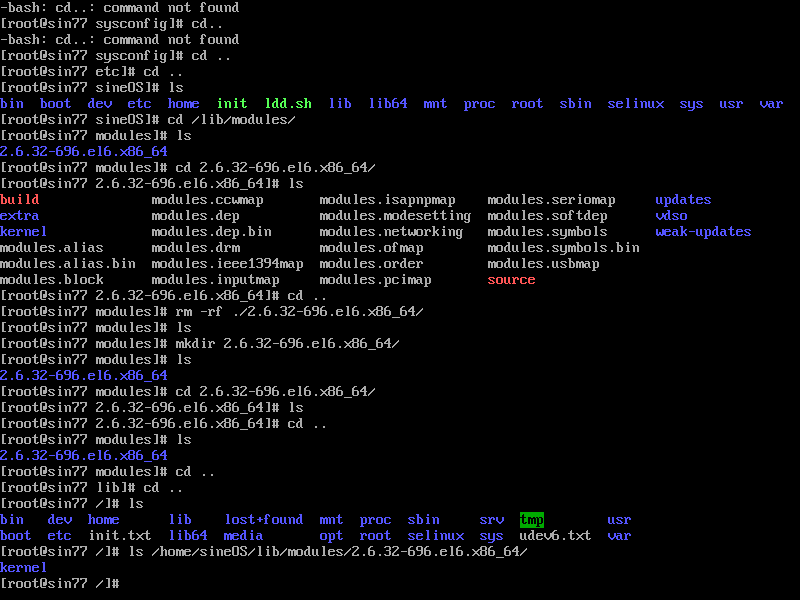 -bash: cd..: command not found
[root@sin77 sysconfig]# cd..
-bash: cd..: command not found
[root@sin77 sysconfig]# cd ..
[root@sin77 etc]# cd ..
[root@sin77 sineOS]# ls
bin  boot  dev  etc  home  init  ldd.sh  lib  lib64  mnt  proc  root  sbin  selinux  sys  usr  var
[root@sin77 sineOS]# cd /lib/modules/
[root@sin77 modules]# ls
2.6.32-696.el6.x86_64
[root@sin77 modules]# cd 2.6.32-696.el6.x86_64/
[root@sin77 2.6.32-696.el6.x86_64]# ls
build              modules.ccwmap       modules.isapnpmap    modules.seriomap     updates
extra              modules.dep          modules.modesetting  modules.softdep      vdso
kernel             modules.dep.bin      modules.networking   modules.symbols      weak-updates
modules.alias      modules.drm          modules.ofmap        modules.symbols.bin
modules.alias.bin  modules.ieee1394map  modules.order        modules.usbmap
modules.block      modules.inputmap     modules.pcimap       source
[root@sin77 2.6.32-696.el6.x86_64]# cd ..
[root@sin77 modules]# rm -rf ./2.6.32-696.el6.x86_64/
[root@sin77 modules]# ls
[root@sin77 modules]# mkdir 2.6.32-696.el6.x86_64/
[root@sin77 modules]# ls
2.6.32-696.el6.x86_64
[root@sin77 modules]# cd 2.6.32-696.el6.x86_64/
[root@sin77 2.6.32-696.el6.x86_64]# ls
[root@sin77 2.6.32-696.el6.x86_64]# cd ..
[root@sin77 modules]# ls
2.6.32-696.el6.x86_64
[root@sin77 modules]# cd ..
[root@sin77 lib]# cd ..
[root@sin77 /]# ls
bin   dev  home      lib    lost+found  mnt  proc  sbin     srv  tmp        usr
boot  etc  init.txt  lib64  media       opt  root  selinux  sys  udev6.txt  var
[root@sin77 /]# ls /home/sineOS/lib/modules/2.6.32-696.el6.x86_64/
kernel
[root@sin77 /]#